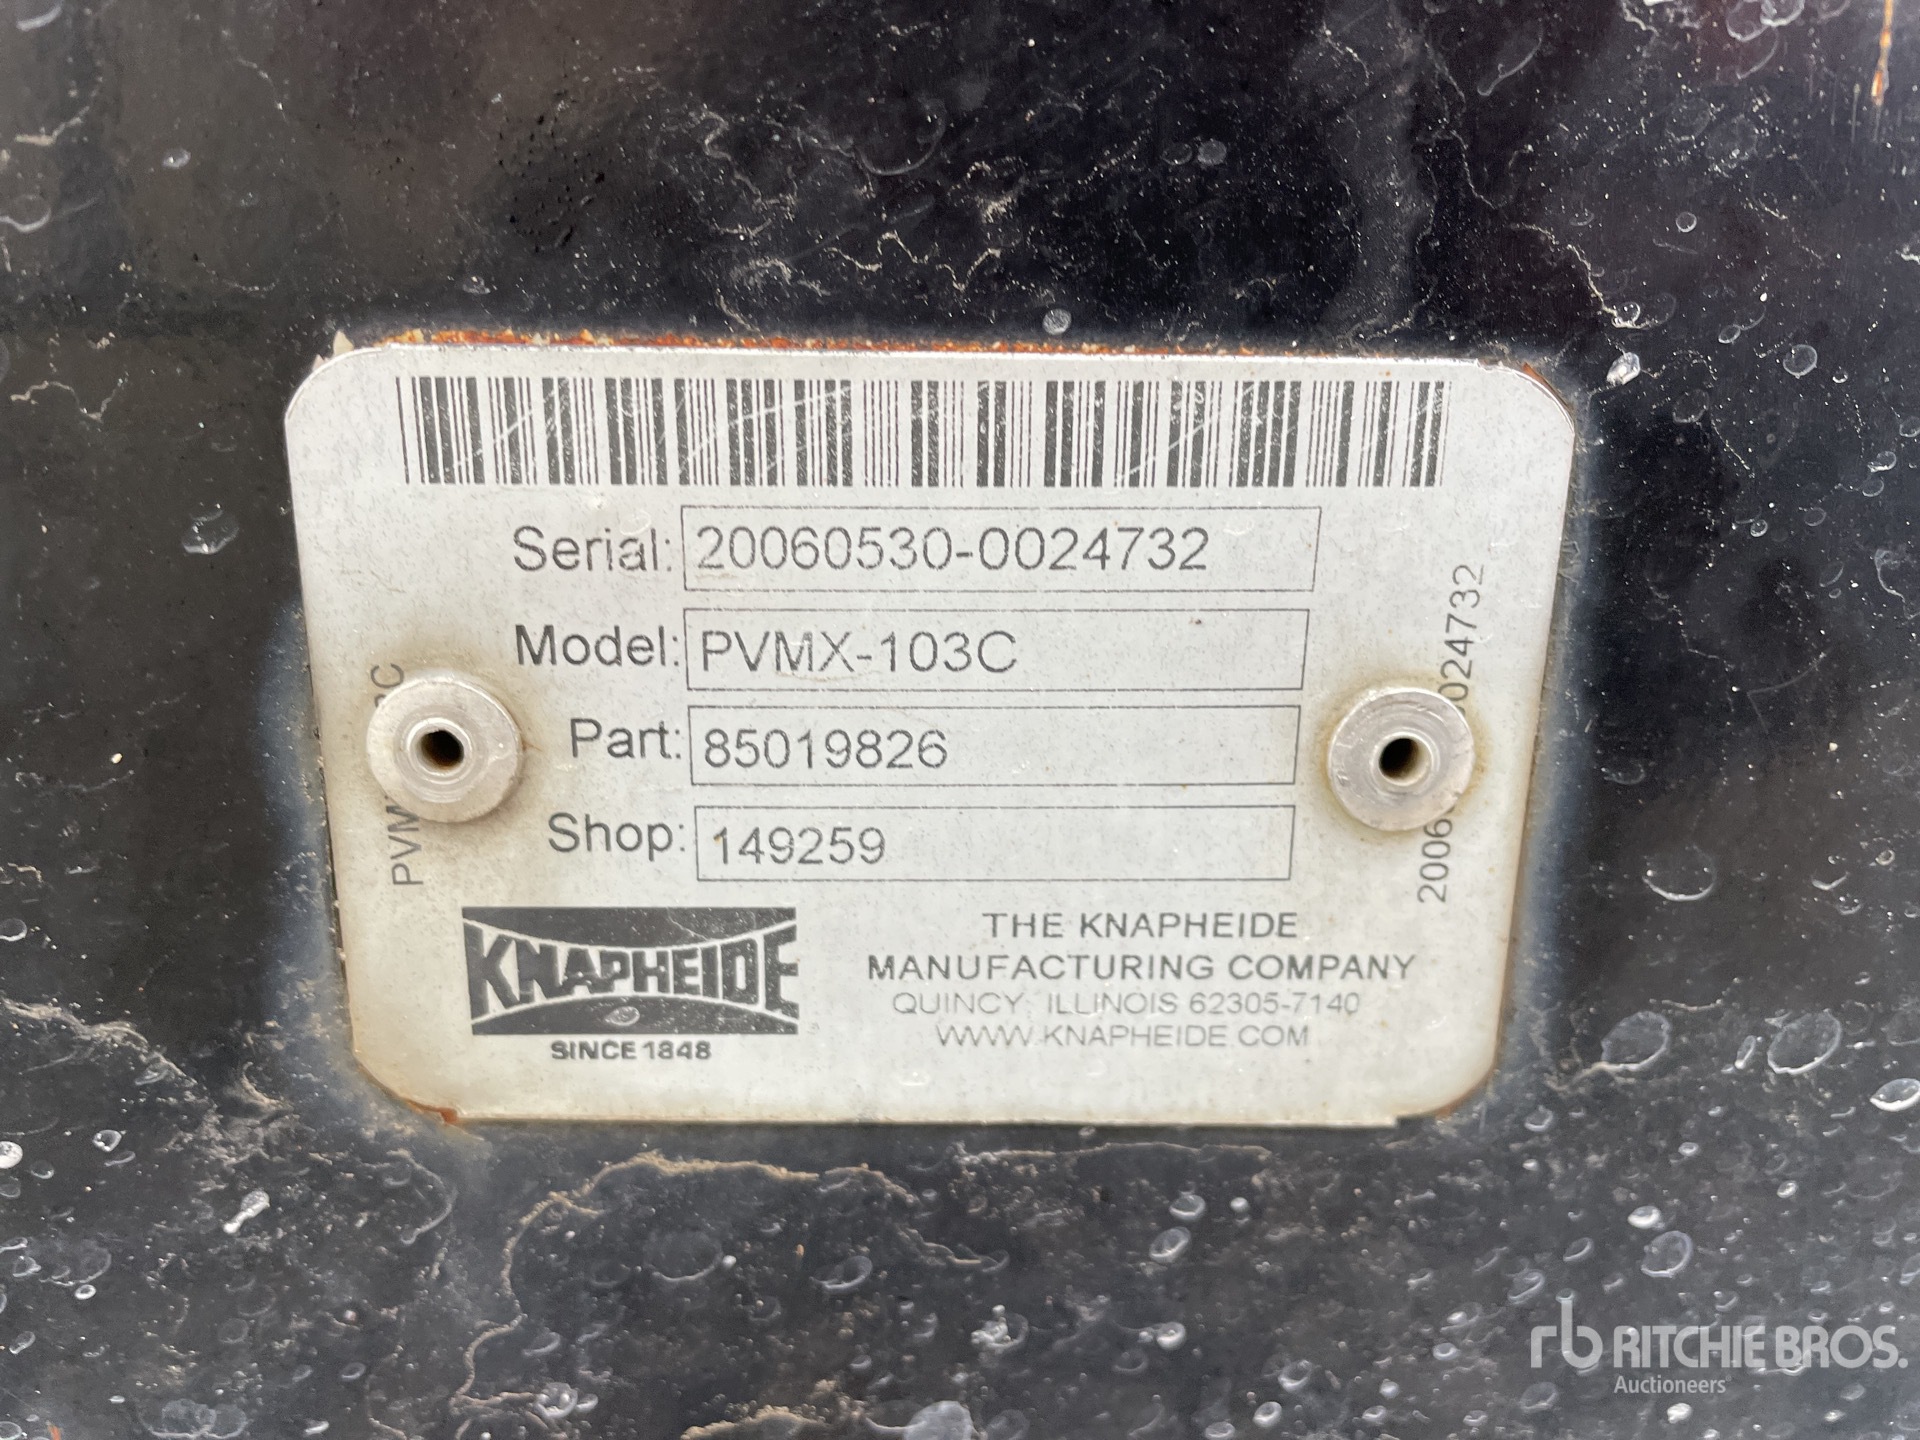 Serial: 20060530-0024732
Model: PVMX-103C
Part: 85019826
Shop: 149259
KNAPHEIDE
SINCE 1848
THE KNAPHEIDE
MANUFACTURING COMPANY
QUINCY, ILLINOIS 62305-7140
WWW.KNAPHEIDE.COM
rb RITCHIE BROS.
Auctioneers